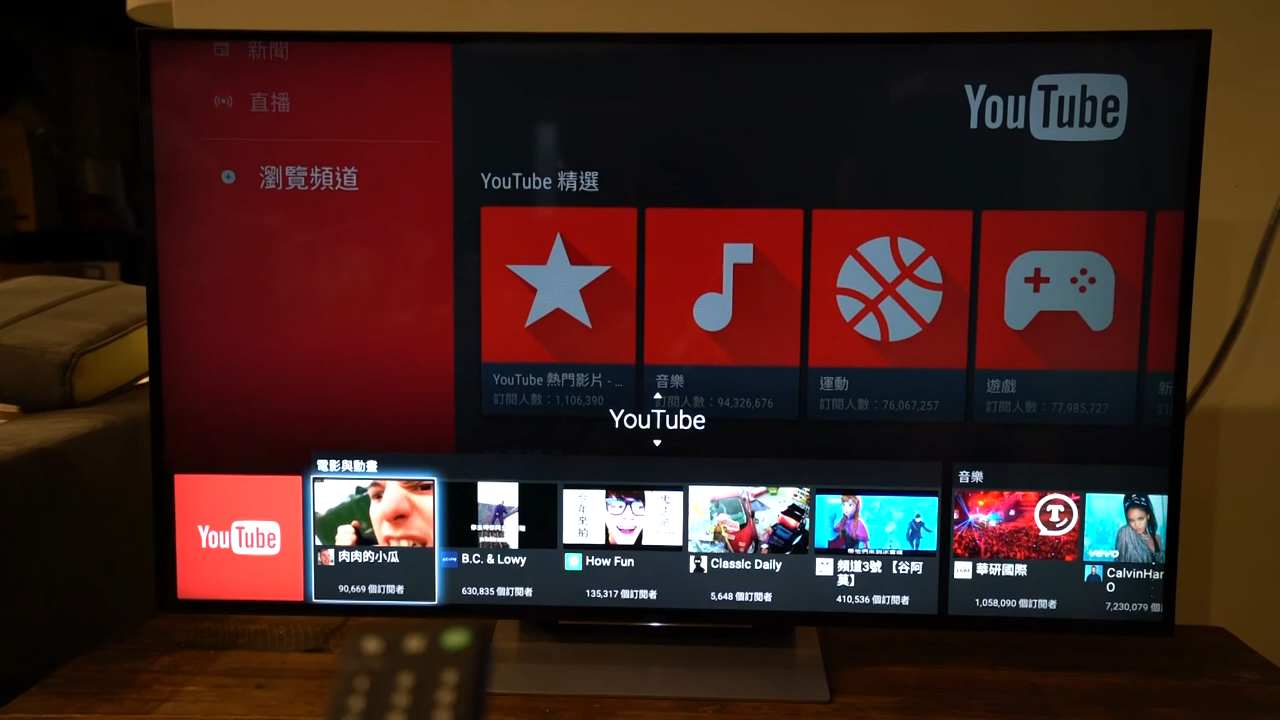 新聞
直播
瀏覽頻道
YouTube
YouTube 精選
YouTube 熱門影片 - ...
訂閱人數：1,106,390
音樂
訂閱人數：94,326,676
運動
訂閱人數：76,067,257
遊戲
訂閱人數：77,985,727
新
YouTube
YouTube
電影與動畫
肉肉的小瓜
90,669 個訂閱者
B.C. & Lowy
630,835 個訂閱者
How Fun
135,317 個訂閱者
Classic Daily
5,648 個訂閱者
頻道3號 【谷阿
莫】
410,536 個訂閱者
音樂
華研國際
1,058,090 個訂閱者
vevo
CalvinHar
O
7,230,079 個